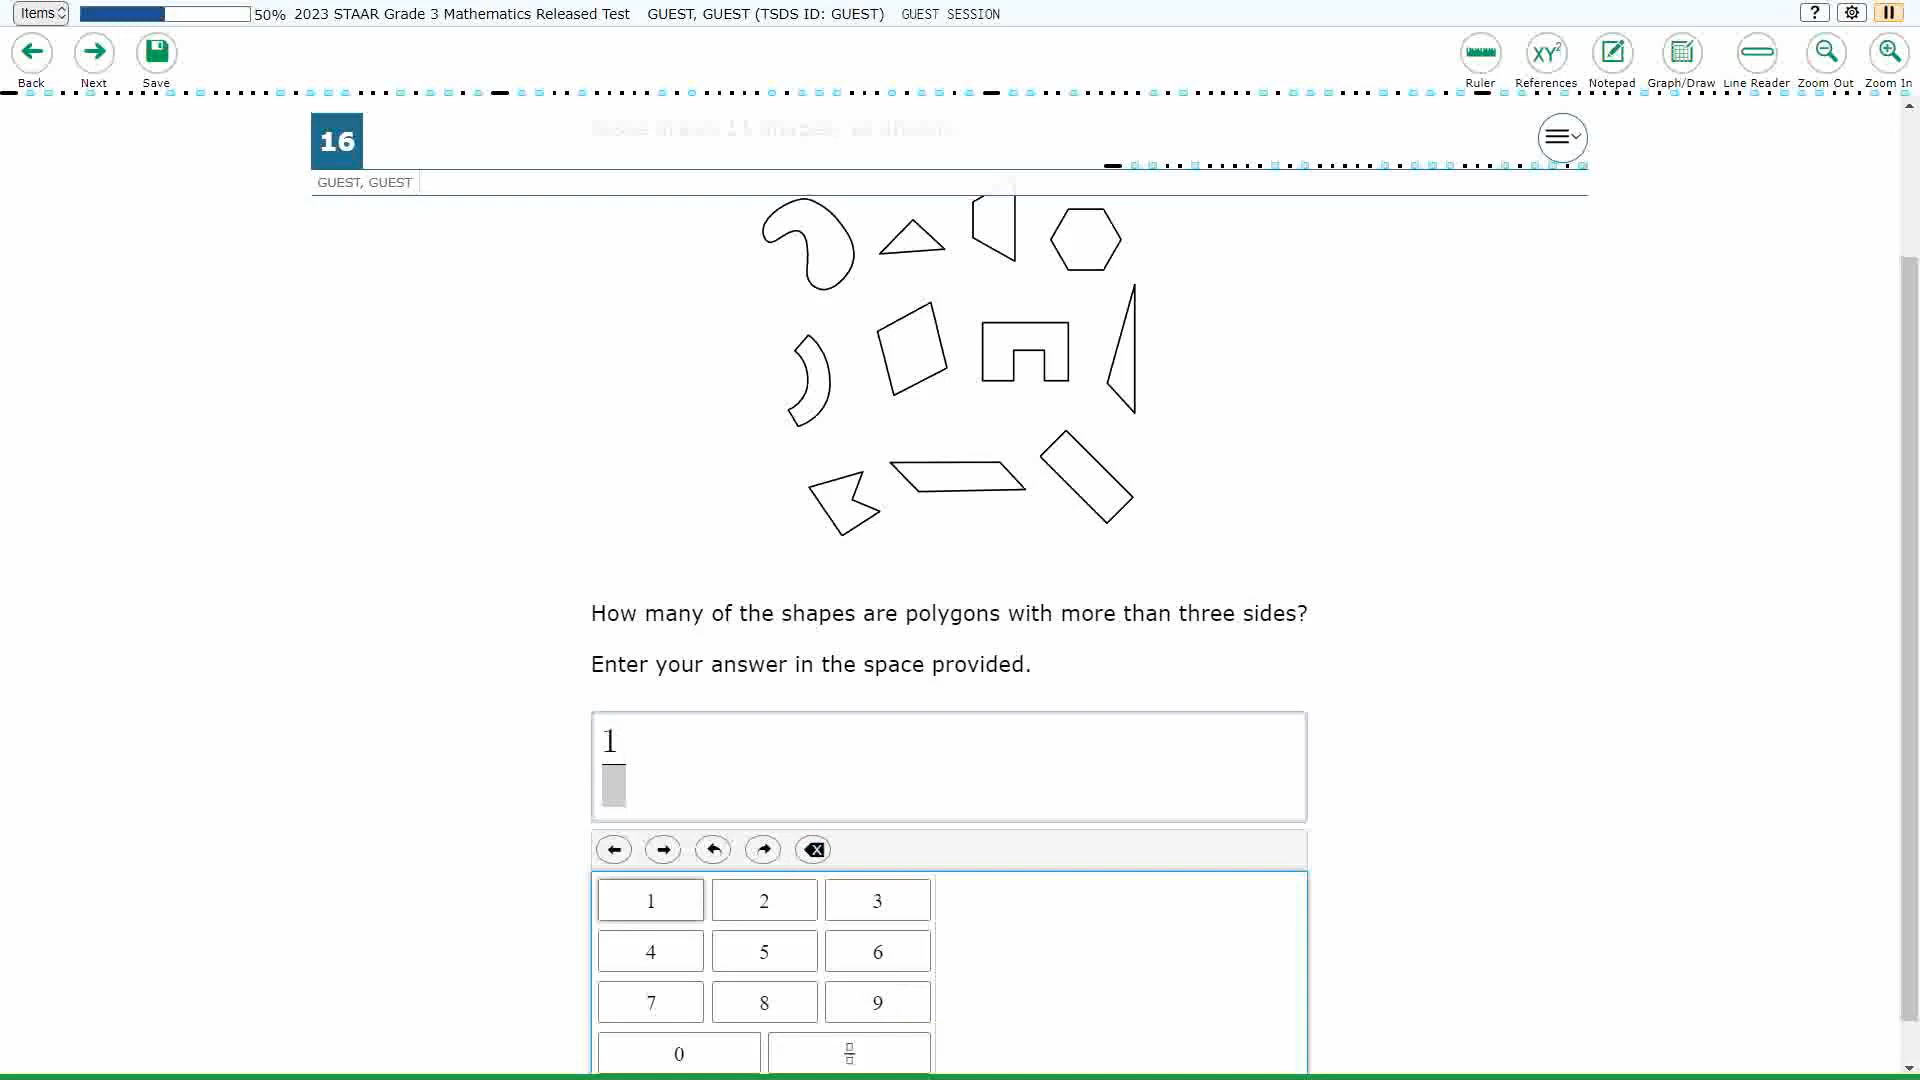 Items 50% 2023 STAAR Grade 3 Mathematics Released Test GUEST, GUEST (TSDS ID: GUEST) GUEST SESSION ?
Back Next Save Ruler XY2 References Notepad Graph/Draw Line Reader Zoom Out Zoom In
16
GUEST, GUEST
How many of the shapes are polygons with more than three sides?
Enter your answer in the space provided.
1
1 2 3
4 5 6
7 8 9
0